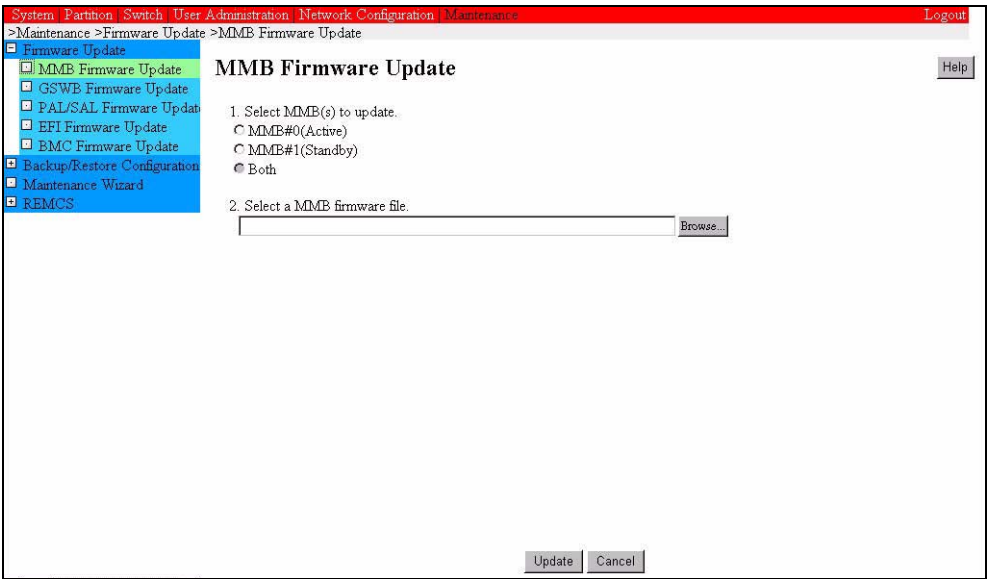 System | Partition | Switch | User Administration | Network Configuration | Maintenance Logout
>Maintenance >Firmware Update >MMB Firmware Update
Firmware Update
MMB Firmware Update
GSWB Firmware Update
PAL/SAL Firmware Updat
EFI Firmware Update
BMC Firmware Update
Backup/Restore Configuration
Maintenance Wizard
REMCS
MMB Firmware Update
Help
1. Select MMB(s) to update.
MMB#0(Active)
MMB#1(Standby)
Both
2. Select a MMB firmware file.
Browse...
Update Cancel